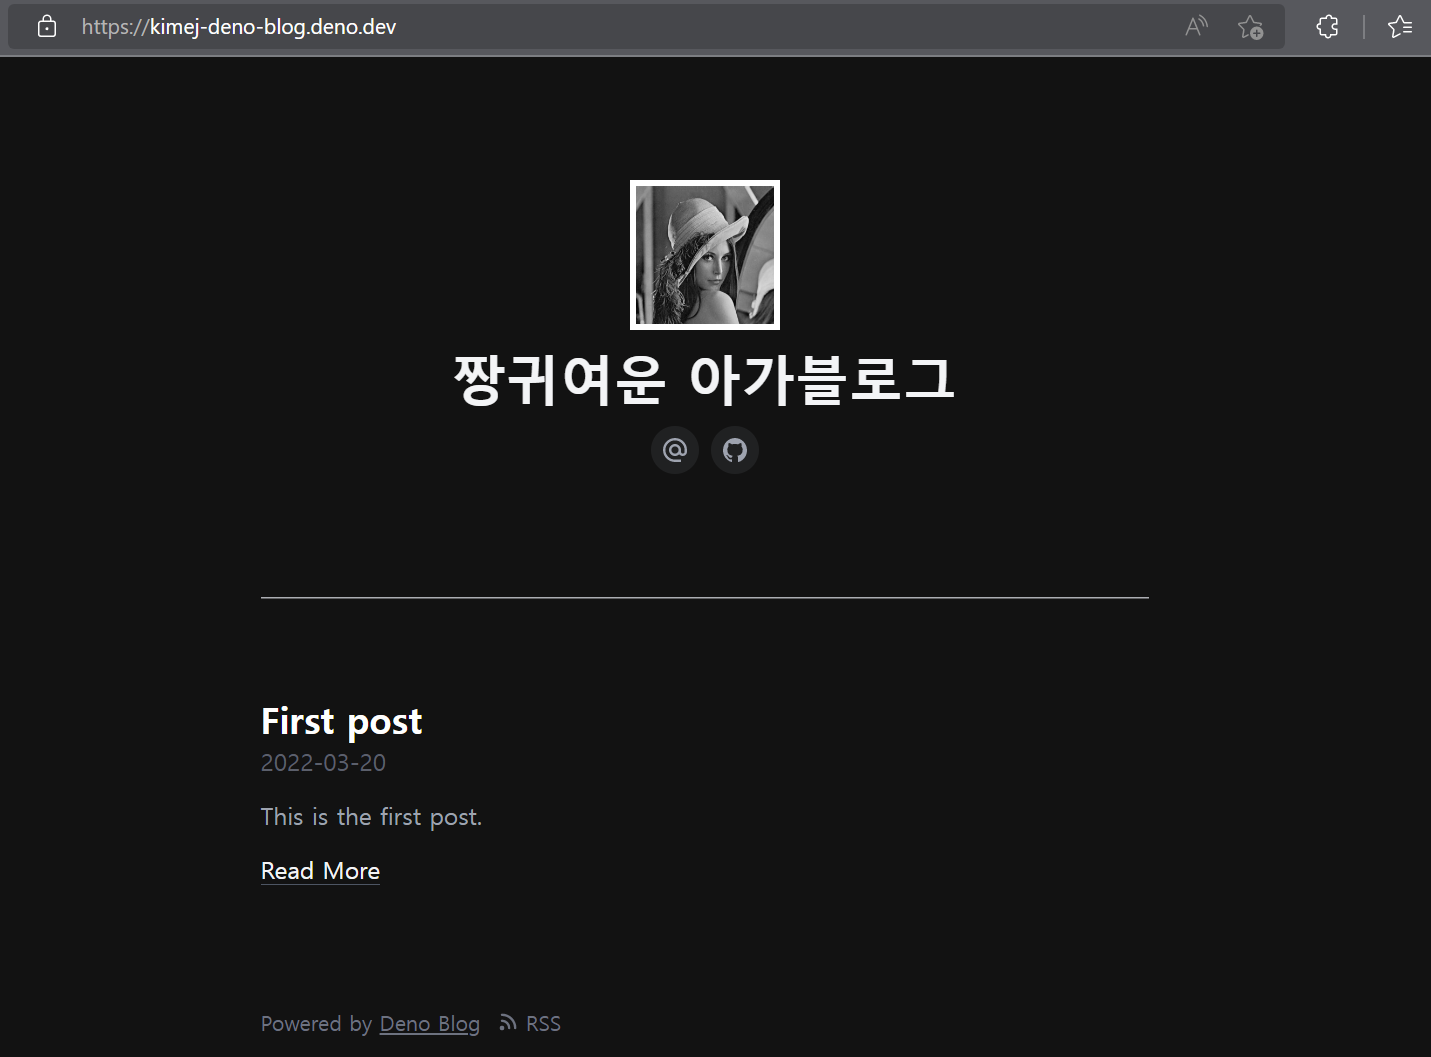 https://kimej-deno-blog.deno.dev
짱귀여운 아가블로그
First post
2022-03-20
This is the first post.
Read More
Powered by Deno Blog RSS